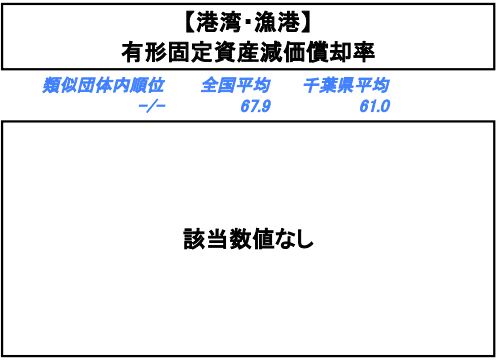 【港湾・漁港】
有形固定資産減価償却率
類似団体内順位 全国平均 千葉県平均
-/- 67.9 61.0
該当数値なし